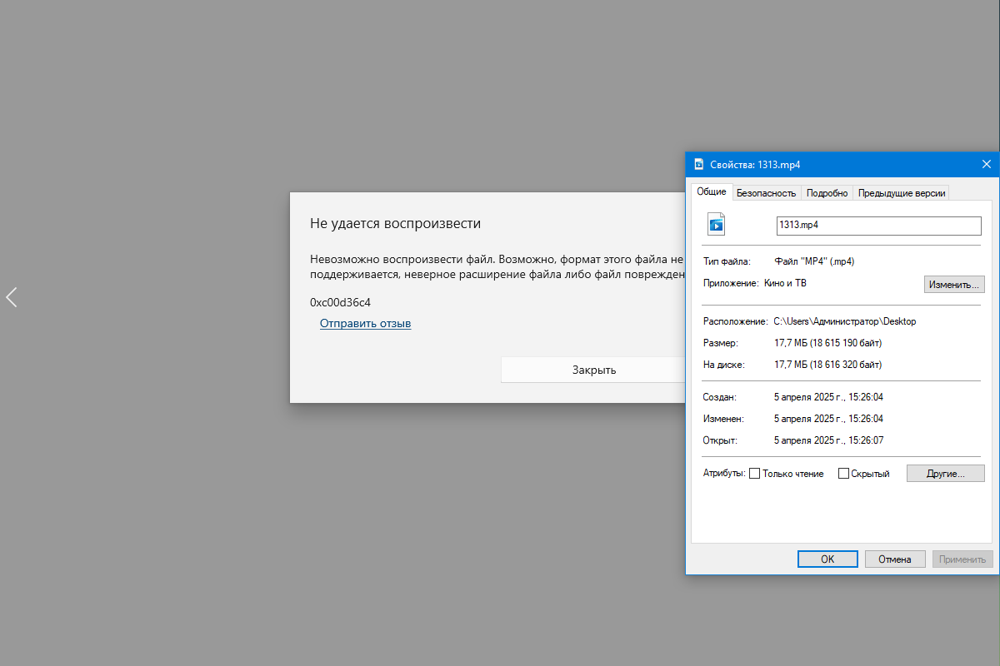 Не удается воспроизвести
Невозможно воспроизвести файл. Возможно, формат этого файла не
поддерживается, неверное расширение файла либо файл поврежден
0xc00d36c4
Отправить отзыв
Закрыть
Свойства: 1313.mp4
Общие Безопасность Подробно Предыдущие версии
1313.mp4
Тип файла: Файл "MP4" (.mp4)
Приложение: Кино и ТВ Изменить...
Расположение: C:\Users\Администратор\Desktop
Размер: 17,7 МБ (18 615 190 байт)
На диске: 17,7 МБ (18 616 320 байт)
Создан: 5 апреля 2025 г., 15:26:04
Изменен: 5 апреля 2025 г., 15:26:04
Открыт: 5 апреля 2025 г., 15:26:07
Атрибуты: Только чтение Скрытый Другие...
OK Отмена Применить